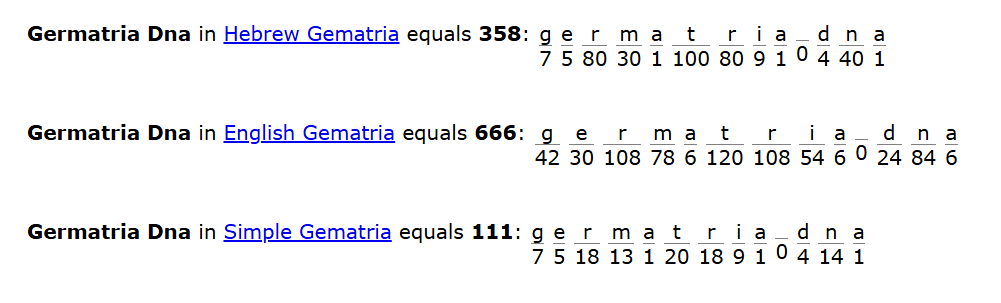 Germatria Dna in Hebrew Gematria equals 358: g e r m a t r i a _ d n a
7 5 80 30 1 100 80 9 1 0 4 40 1
Germatria Dna in English Gematria equals 666: g e r m a t r i a _ d n a
42 30 108 78 6 120 108 54 6 0 24 84 6
Germatria Dna in Simple Gematria equals 111: g e r m a t r i a _ d n a
7 5 18 13 1 20 18 9 1 0 4 14 1